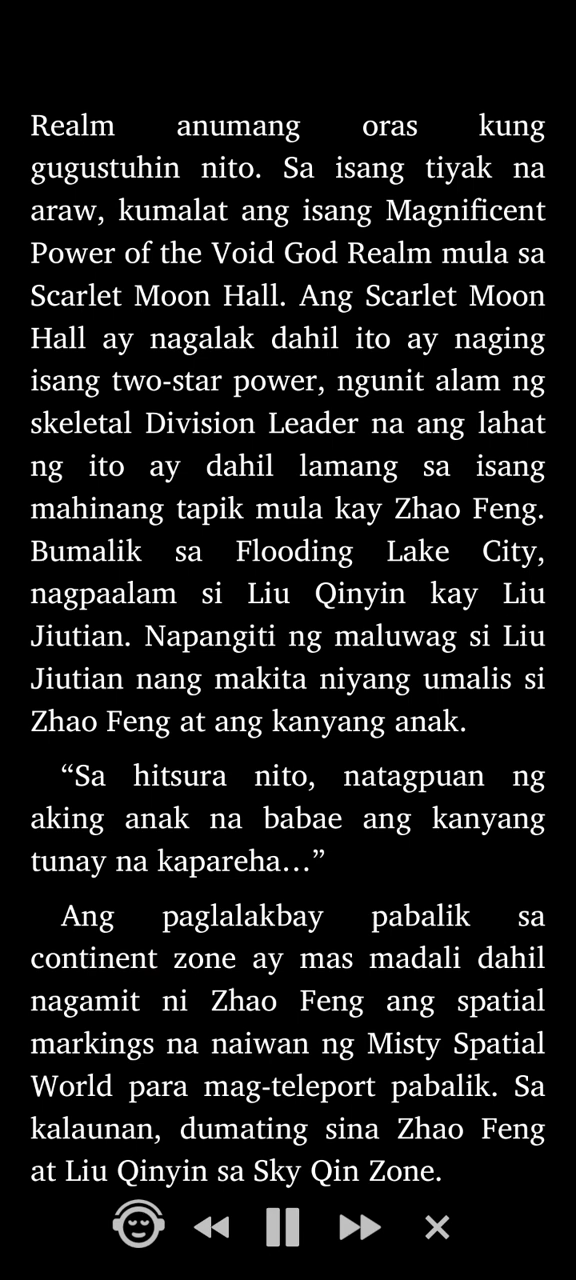 Realm anumang oras kung
gugustuhin nito. Sa isang tiyak na
araw, kumalat ang isang Magnificent
Power of the Void God Realm mula sa
Scarlet Moon Hall. Ang Scarlet Moon
Hall ay nagalak dahil ito ay naging
isang two-star power, ngunit alam ng
skeletal Division Leader na ang lahat
ng ito ay dahil lamang sa isang
mahinang tapik mula kay Zhao Feng.
Bumalik sa Flooding Lake City,
nagpaalam si Liu Qinyin kay Liu
Jiutian. Napangiti ng maluwag si Liu
Jiutian nang makita niyang umalis si
Zhao Feng at ang kanyang anak.
“Sa hitsura nito, natagpuan ng
aking anak na babae ang kanyang
tunay na kapareha…”
Ang paglalakbay pabalik sa
continent zone ay mas madali dahil
nagamit ni Zhao Feng ang spatial
markings na naiwan ng Misty Spatial
World para mag-teleport pabalik. Sa
kalaunan, dumating sina Zhao Feng
at Liu Qinyin sa Sky Qin Zone.